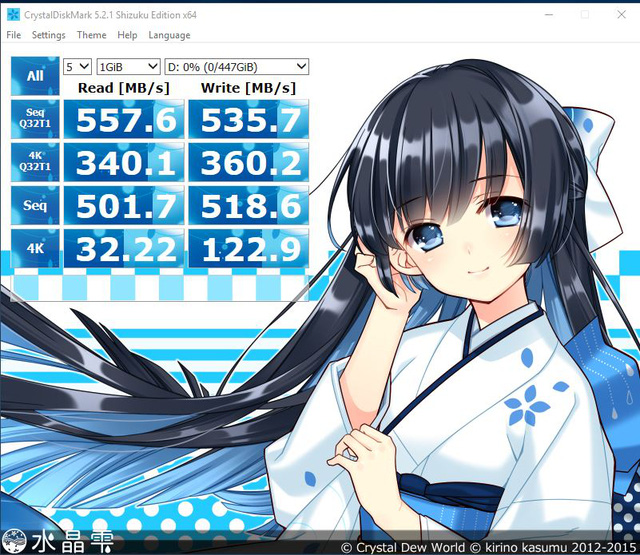 CrystalDiskMark 5.2.1 Shizuku Edition x64
File Settings Theme Help Language
All 5 1GiB D: 0% (0/447GiB)
Read [MB/s] Write [MB/s]
Seq
Q32T1 557.6 535.7
4K
Q32T1 340.1 360.2
Seq 501.7 518.6
4K 32.22 122.9
水晶雫
© Crystal Dew World © kirino kasumu 2012-2015